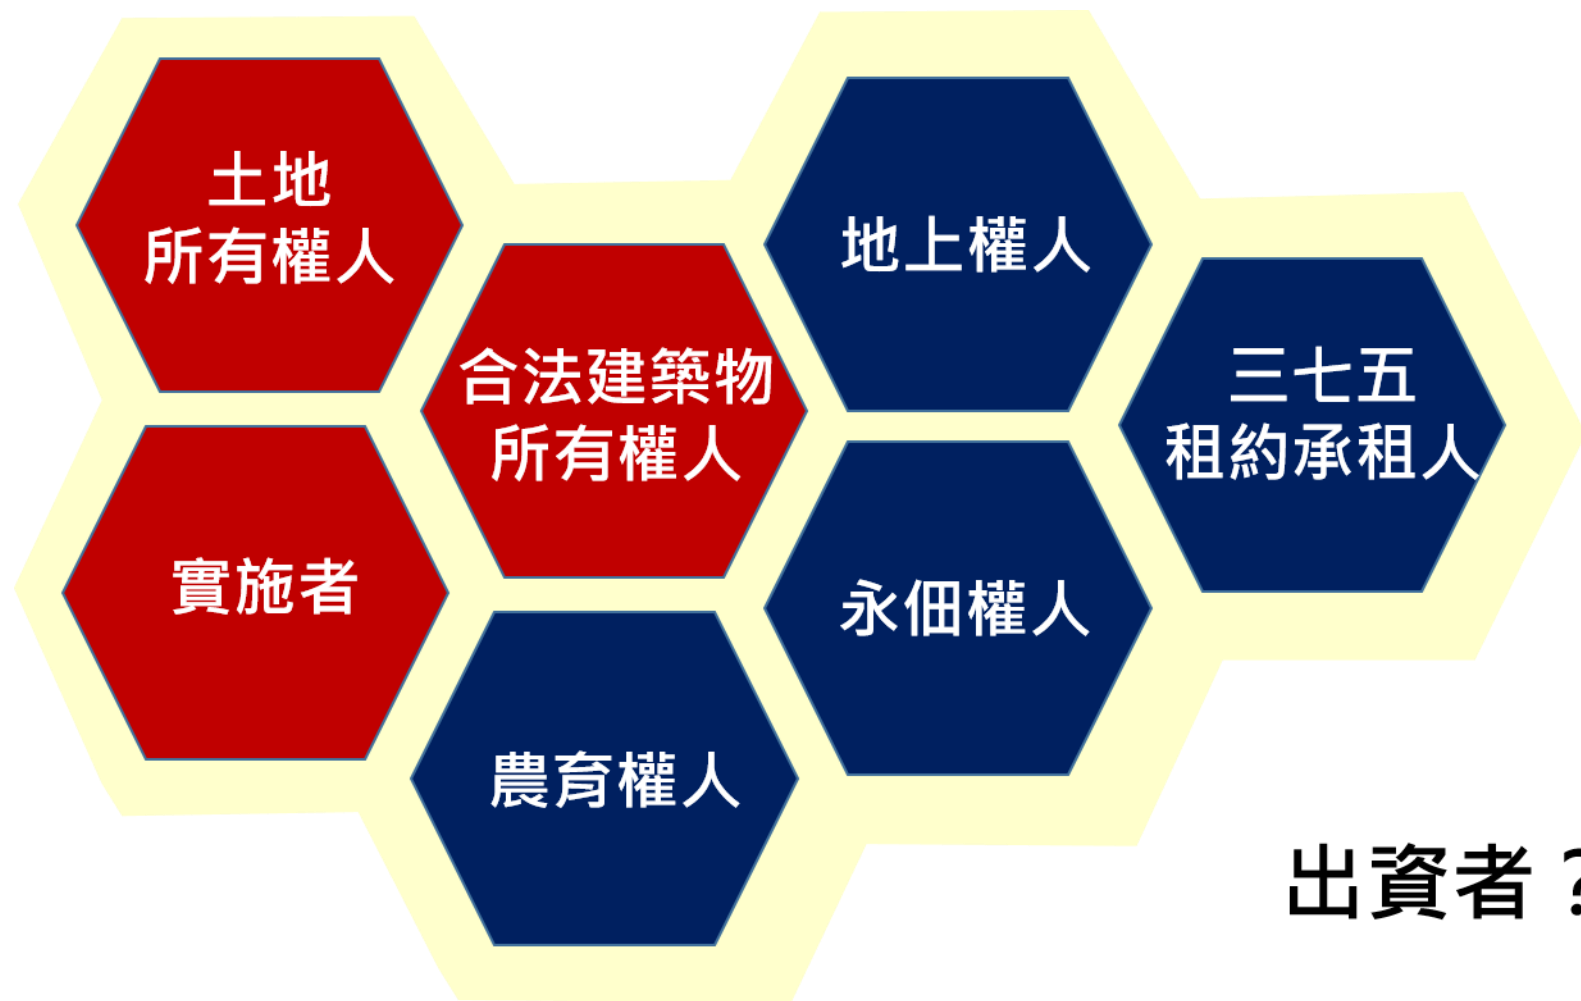 土地
所有權人
地上權人
合法建築物
所有權人
三七五
租約承租人
實施者
永佃權人
農育權人
出資者？